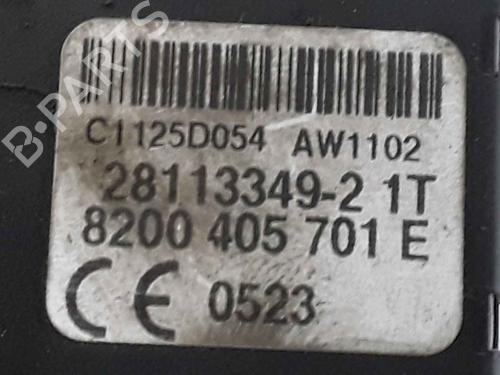 C1125D054 AW1102
28113349-2 1T
8200 405 701 E
CE 0523
B-PARTS